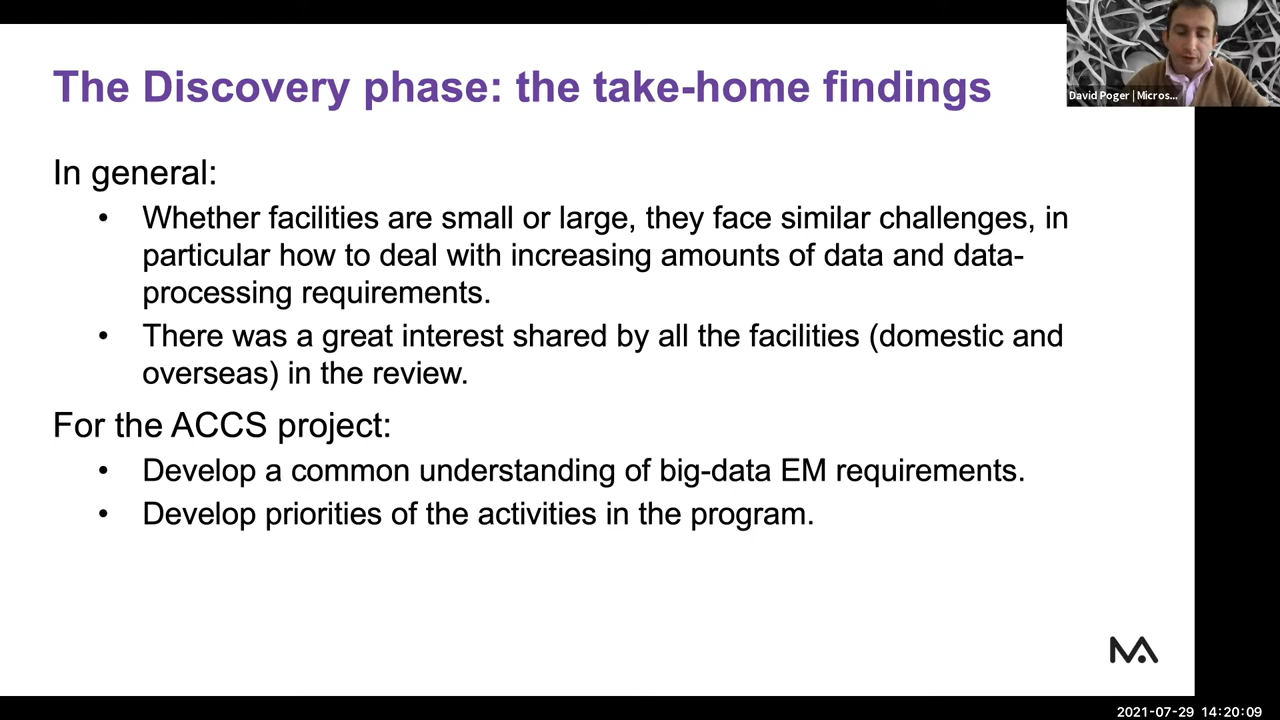 The Discovery phase: the take-home findings
David Poger | Micros...
In general:
• Whether facilities are small or large, they face similar challenges, in
particular how to deal with increasing amounts of data and data-
processing requirements.
• There was a great interest shared by all the facilities (domestic and
overseas) in the review.
For the ACCS project:
• Develop a common understanding of big-data EM requirements.
• Develop priorities of the activities in the program.
MA
2021-07-29 14:20:09